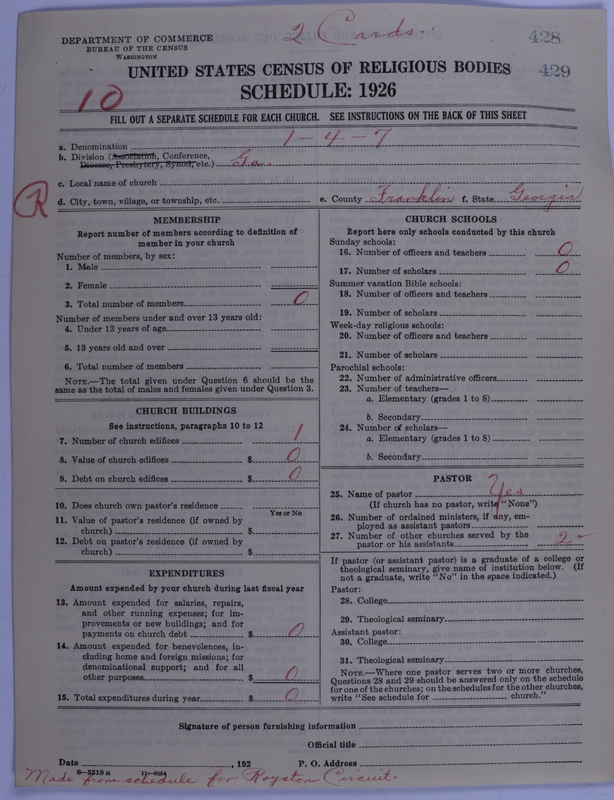 2 Cards.
428
429
DEPARTMENT OF COMMERCE
BUREAU OF THE CENSUS
WASHINGTON
UNITED STATES CENSUS OF RELIGIOUS BODIES
SCHEDULE: 1926
10
FILL OUT A SEPARATE SCHEDULE FOR EACH CHURCH. SEE INSTRUCTIONS ON THE BACK OF THIS SHEET
a. Denomination 1-4-7
b. Division (Association, Conference,
Diocese, Presbytery, Synod, etc.) Ga.
c. Local name of church
R
d. City, town, village, or township, etc. e. County Franklin f. State Georgia
MEMBERSHIP
Report number of members according to definition of
member in your church
Number of members, by sex:
1. Male
2. Female
3. Total number of members 0
Number of members under and over 13 years old:
4. Under 13 years of age
5. 13 years old and over
6. Total number of members
NOTE.—The total given under Question 6 should be the
same as the total of males and females given under Question 3.
CHURCH BUILDINGS
See instructions, paragraphs 10 to 12
7. Number of church edifices 1
8. Value of church edifices $ 0
9. Debt on church edifices $ 0
10. Does church own pastor's residence
Yes or No
11. Value of pastor's residence (if owned by
church) $
12. Debt on pastor's residence (if owned by
church) $
EXPENDITURES
Amount expended by your church during last fiscal year
13. Amount expended for salaries, repairs,
and other running expenses; for im-
provements or new buildings; and for
payments on church debt $ 0
14. Amount expended for benevolences, in-
cluding home and foreign missions; for
denominational support; and for all
other purposes $ 0
15. Total expenditures during year $ 0
CHURCH SCHOOLS
Report here only schools conducted by this church
Sunday schools:
16. Number of officers and teachers 0
17. Number of scholars 0
Summer vacation Bible schools:
18. Number of officers and teachers
19. Number of scholars
Week-day religious schools:
20. Number of officers and teachers
21. Number of scholars
Parochial schools:
22. Number of administrative officers
23. Number of teachers—
a. Elementary (grades 1 to 8)
b. Secondary
24. Number of scholars—
a. Elementary (grades 1 to 8)
b. Secondary
PASTOR
25. Name of pastor Yes
(If church has no pastor, write "None")
26. Number of ordained ministers, if any, em-
ployed as assistant pastors
27. Number of other churches served by the
pastor or his assistants 2
If pastor (or assistant pastor) is a graduate of a college or
theological seminary, give name of institution below. (If
not a graduate, write "No" in the space indicated.)
Pastor:
28. College
29. Theological seminary
Assistant pastor:
30. College
31. Theological seminary
NOTE.—Where one pastor serves two or more churches,
Questions 28 and 29 should be answered only on the schedule
for one of the churches; on the schedules for the other churches,
write "See schedule for church."
Signature of person furnishing information
Official title
Date , 192 P. O. Address
8-5518a 11-9034
Made from schedule for Royston Circuit.